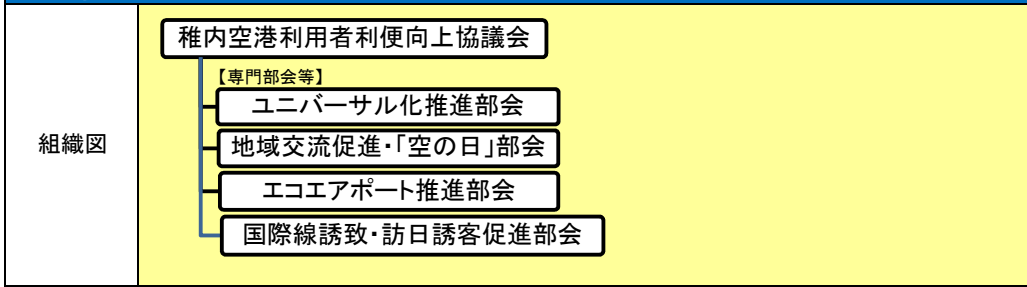 組織図
稚内空港利用者利便向上協議会
【専門部会等】
ユニバーサル化推進部会
地域交流促進・「空の日」部会
エコエアポート推進部会
国際線誘致・訪日誘客促進部会